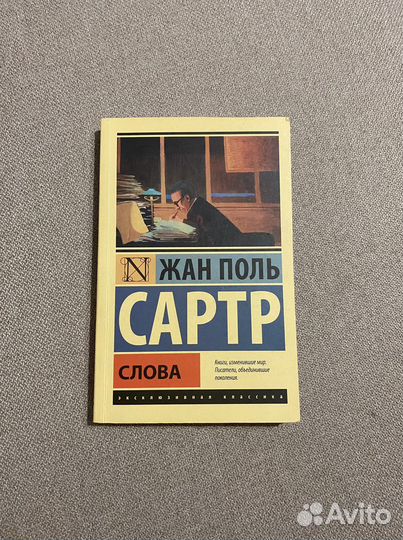 N
ЖАН ПОЛЬ
САРТР
СЛОВА
Книги, изменившие мир.
Писатели, объединившие
поколения.
ЭКСКЛЮЗИВНАЯ КЛАССИКА
Avito